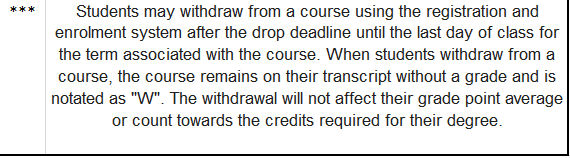 *** Students may withdraw from a course using the registration and
enrolment system after the drop deadline until the last day of class for
the term associated with the course. When students withdraw from a
course, the course remains on their transcript without a grade and is
notated as "W". The withdrawal will not affect their grade point average
or count towards the credits required for their degree.